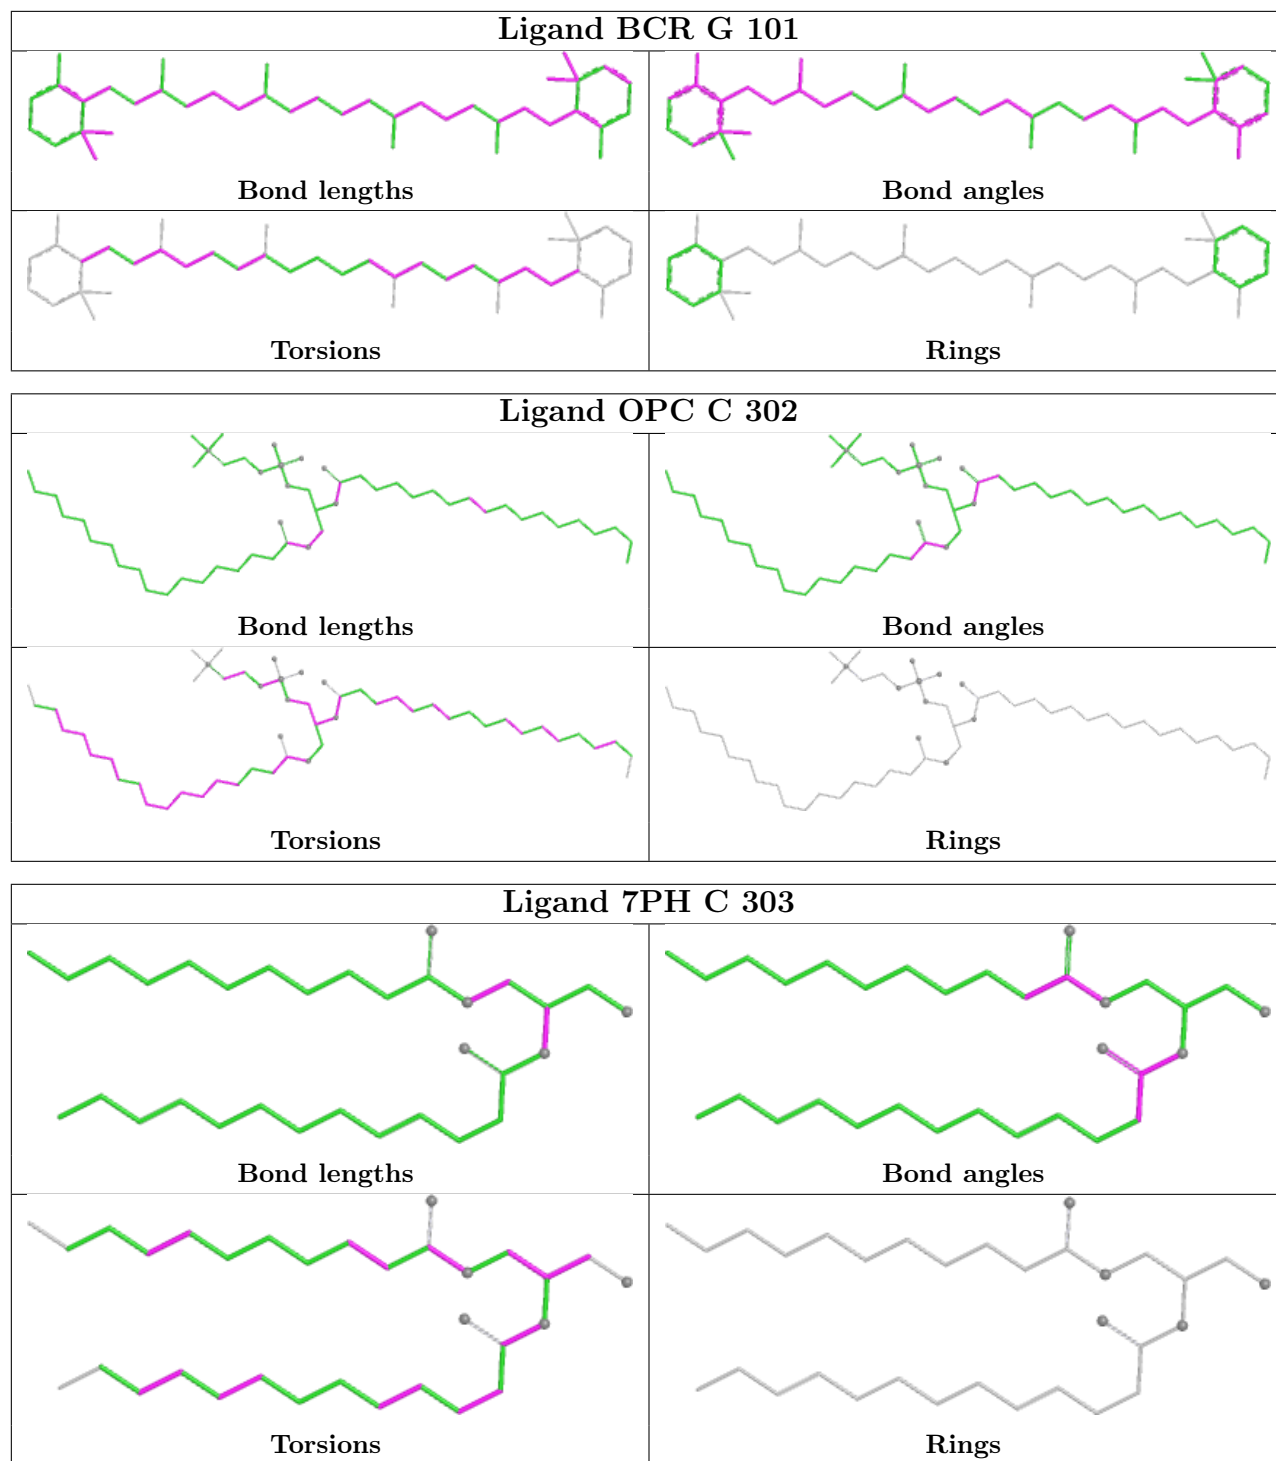 Ligand BCR G 101
Bond lengths
Bond angles
Torsions
Rings
Ligand OPC C 302
Bond lengths
Bond angles
Torsions
Rings
Ligand 7PH C 303
Bond lengths
Bond angles
Torsions
Rings